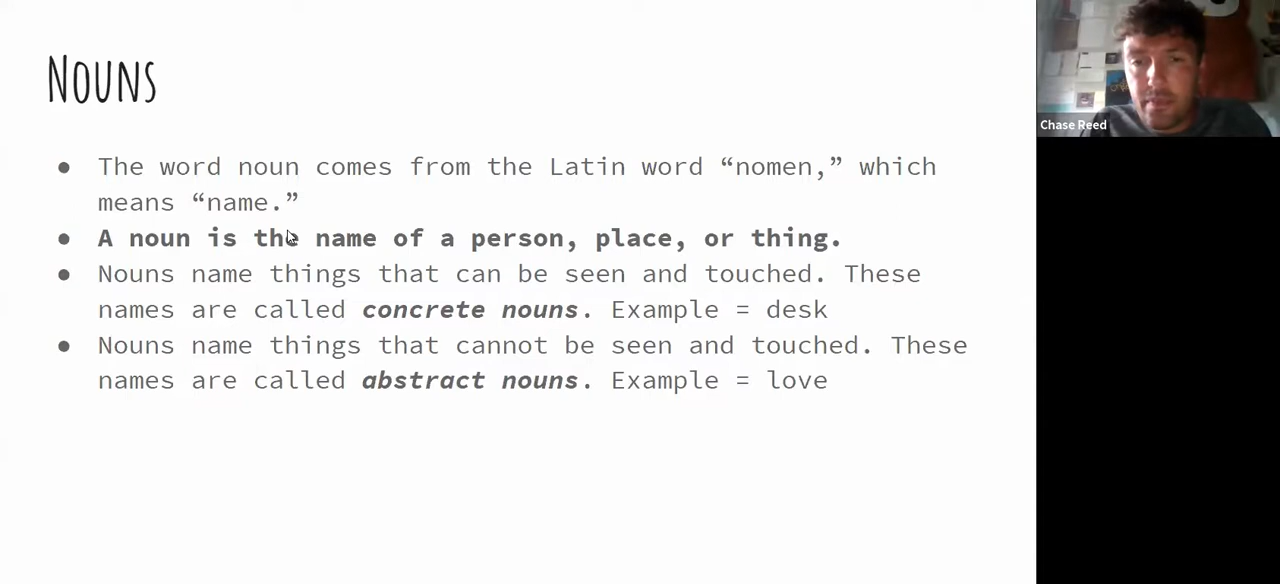 Nouns
● The word noun comes from the Latin word “nomen,” which
means “name.”
● A noun is the name of a person, place, or thing.
● Nouns name things that can be seen and touched. These
names are called concrete nouns. Example = desk
● Nouns name things that cannot be seen and touched. These
names are called abstract nouns. Example = love
Chase Reed